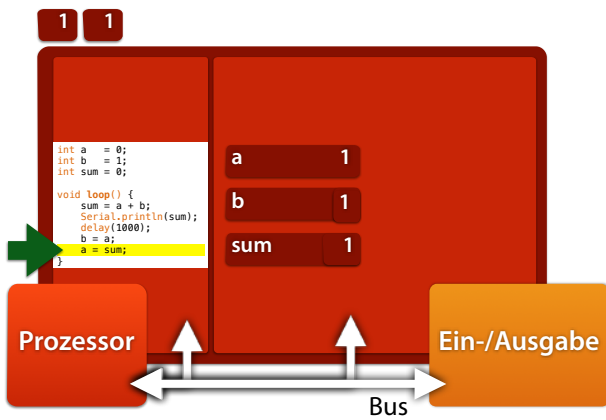 1 1
int a   = 0;
int b   = 1;
int sum = 0;
void loop() {
    sum = a + b;
    Serial.println(sum);
    delay(1000);
    b = a;
    a = sum;
}
a 1
b 1
sum 1
Prozessor
Ein-/Ausgabe
Bus